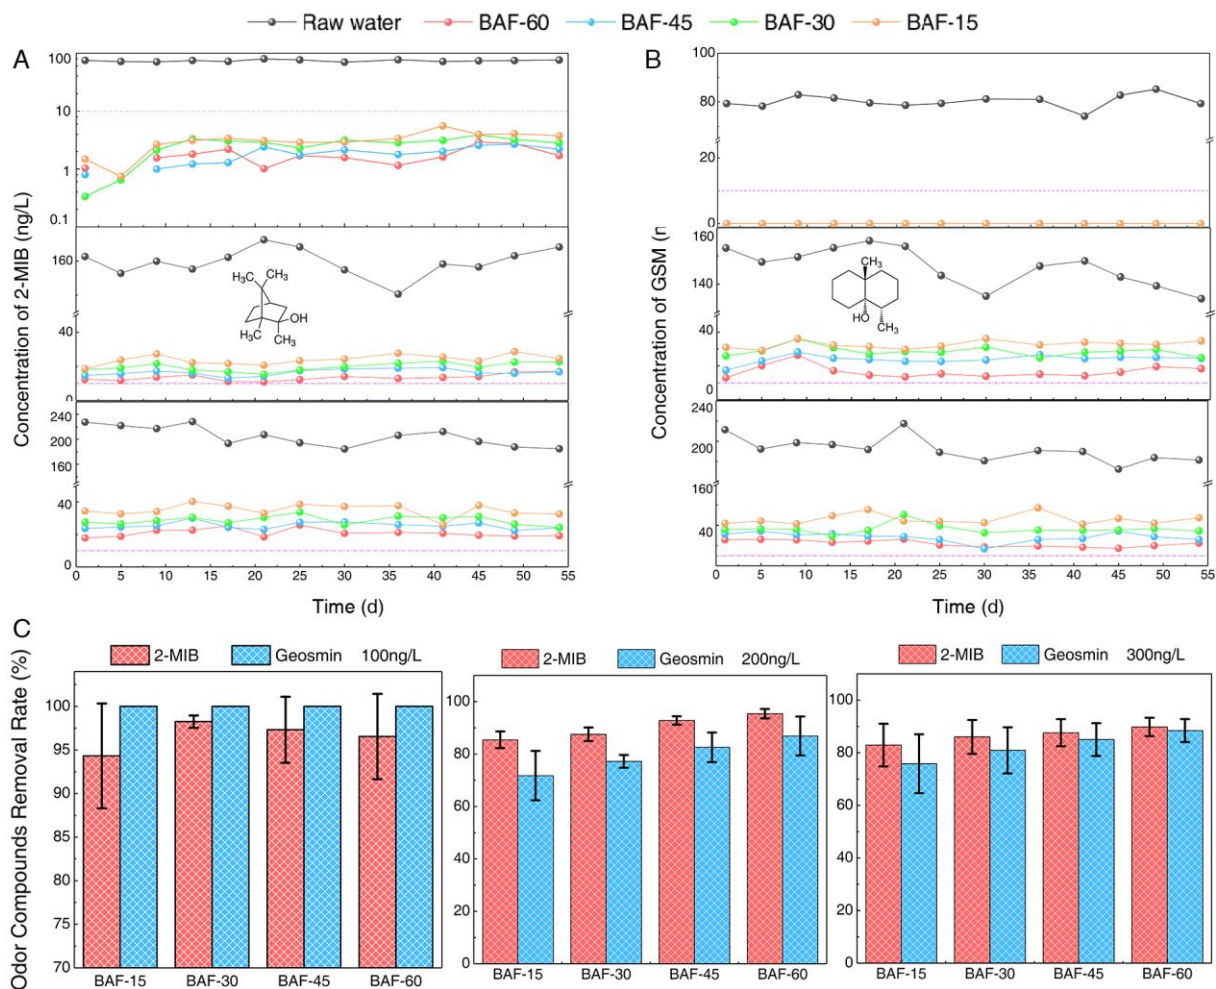 Raw water BAF-60 BAF-45 BAF-30 BAF-15
A
100
10
1
0.1
160
40
0
240
200
160
40
0
0 5 10 15 20 25 30 35 40 45 50 55
Time (d)
Concentration of 2-MIB (ng/L)
H₃C CH₃
OH
CH₃ CH₃
B
100
80
20
0
160
140
40
0
240
200
160
40
0 5 10 15 20 25 30 35 40 45 50 55
Time (d)
Concentration of GSM (n
CH₃
HO
CH₃
C
Odor Compounds Removal Rate (%)
2-MIB Geosmin 100ng/L
100
95
90
85
80
75
70
BAF-15 BAF-30 BAF-45 BAF-60
2-MIB Geosmin 200ng/L
100
80
60
40
20
0
BAF-15 BAF-30 BAF-45 BAF-60
2-MIB Geosmin 300ng/L
100
80
60
40
20
0
BAF-15 BAF-30 BAF-45 BAF-60